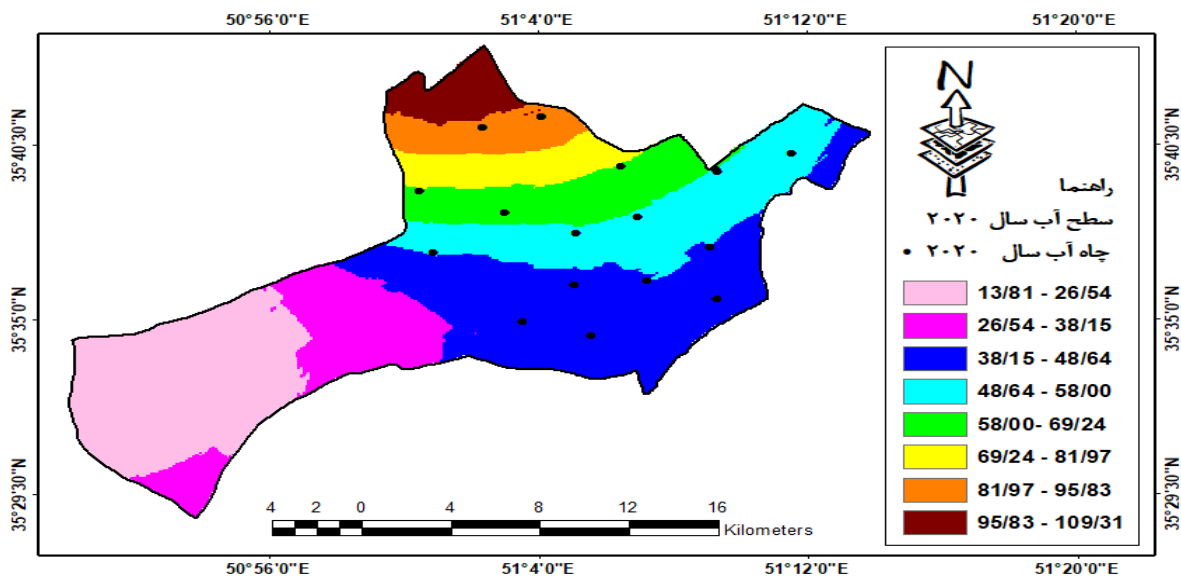 50°56'0"E 51°4'0"E 51°12'0"E 51°20'0"E
35°40'30"N
35°35'0"N
35°29'30"N
35°40'30"N
35°35'0"N
35°29'30"N
N
راهنما
سطح آب سال ۲۰۲۰
چاه آب سال ۲۰۲۰
13/81 - 26/54
26/54 - 38/15
38/15 - 48/64
48/64 - 58/00
58/00- 69/24
69/24 - 81/97
81/97 - 95/83
95/83 - 109/31
4 2 0 4 8 12 16
Kilometers
50°56'0"E 51°4'0"E 51°12'0"E 51°20'0"E